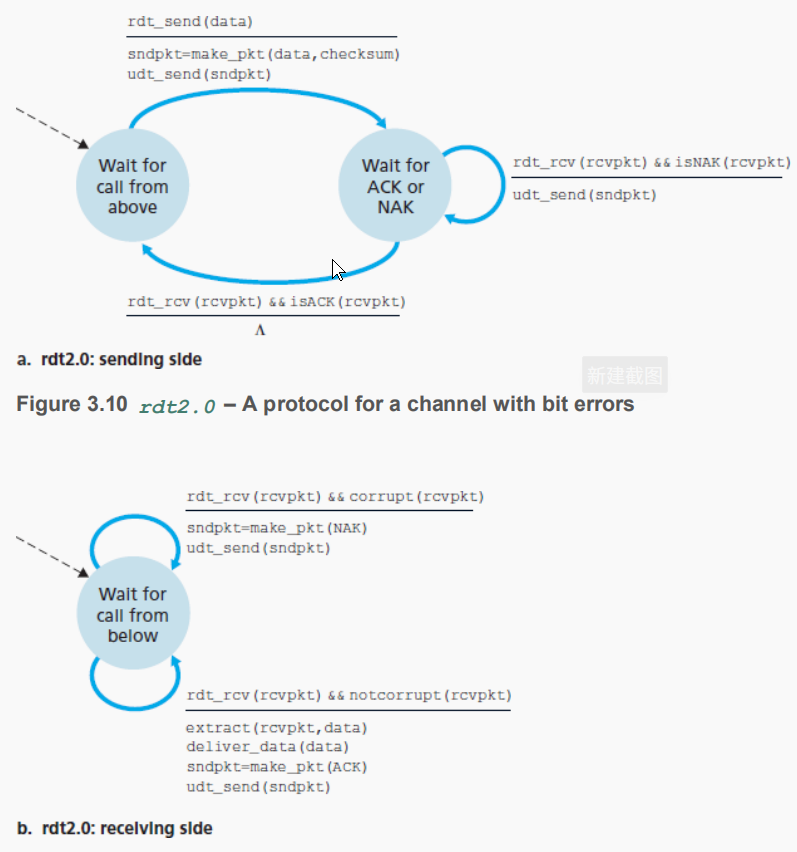 rdt_send(data)
sndpkt=make_pkt(data,checksum)
udt_send(sndpkt)
Wait for
call from
above
Wait for
ACK or
NAK
rdt_rcv(rcvpkt) && isNAK(rcvpkt)
udt_send(sndpkt)
rdt_rcv(rcvpkt) && isACK(rcvpkt)
Λ
a. rdt2.0: sending side
新建截图
Figure 3.10 rdt2.0 – A protocol for a channel with bit errors
rdt_rcv(rcvpkt) && corrupt(rcvpkt)
sndpkt=make_pkt(NAK)
udt_send(sndpkt)
Wait for
call from
below
rdt_rcv(rcvpkt) && notcorrupt(rcvpkt)
extract(rcvpkt,data)
deliver_data(data)
sndpkt=make_pkt(ACK)
udt_send(sndpkt)
b. rdt2.0: receiving side